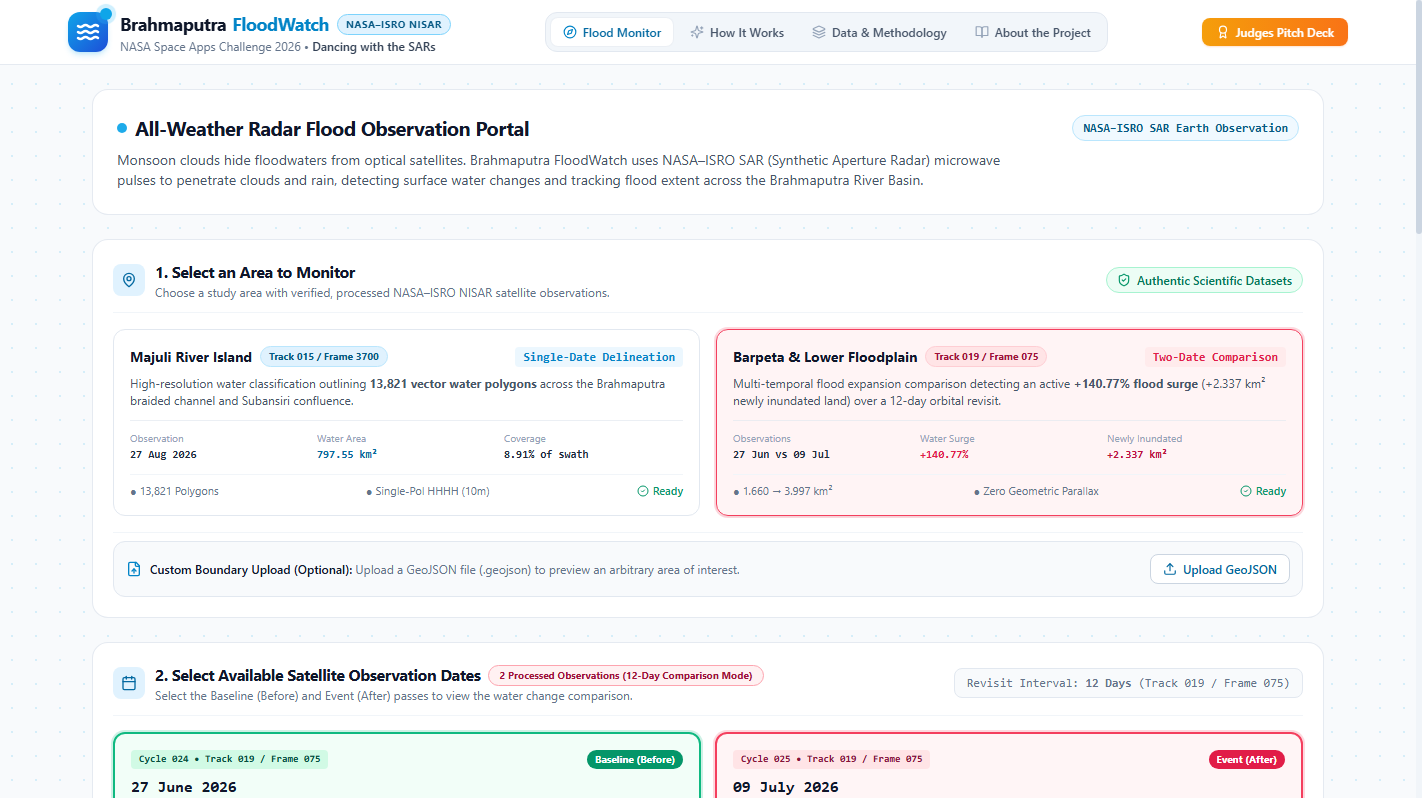 Brahmaputra FloodWatch NASA–ISRO NISAR
NASA Space Apps Challenge 2026 • Dancing with the SARs
Flood Monitor How It Works Data & Methodology About the Project
Judges Pitch Deck
All-Weather Radar Flood Observation Portal
NASA–ISRO SAR Earth Observation
Monsoon clouds hide floodwaters from optical satellites. Brahmaputra FloodWatch uses NASA–ISRO SAR (Synthetic Aperture Radar) microwave
pulses to penetrate clouds and rain, detecting surface water changes and tracking flood extent across the Brahmaputra River Basin.
1. Select an Area to Monitor
Choose a study area with verified, processed NASA–ISRO NISAR satellite observations.
Authentic Scientific Datasets
Majuli River Island Track 015 / Frame 3700 Single-Date Delineation
High-resolution water classification outlining 13,821 vector water polygons across the Brahmaputra
braided channel and Subansiri confluence.
Observation Water Area Coverage
27 Aug 2026 797.55 km² 8.91% of swath
● 13,821 Polygons ● Single-Pol HHHH (10m) Ready
Barpeta & Lower Floodplain Track 019 / Frame 075 Two-Date Comparison
Multi-temporal flood expansion comparison detecting an active +140.77% flood surge (+2.337 km²
newly inundated land) over a 12-day orbital revisit.
Observations Water Surge Newly Inundated
27 Jun vs 09 Jul +140.77% +2.337 km²
● 1.660 → 3.997 km² ● Zero Geometric Parallax Ready
Custom Boundary Upload (Optional): Upload a GeoJSON file (.geojson) to preview an arbitrary area of interest.
Upload GeoJSON
2. Select Available Satellite Observation Dates 2 Processed Observations (12-Day Comparison Mode)
Select the Baseline (Before) and Event (After) passes to view the water change comparison.
Revisit Interval: 12 Days (Track 019 / Frame 075)
Cycle 024 • Track 019 / Frame 075 Baseline (Before)
27 June 2026
Cycle 025 • Track 019 / Frame 075 Event (After)
09 July 2026